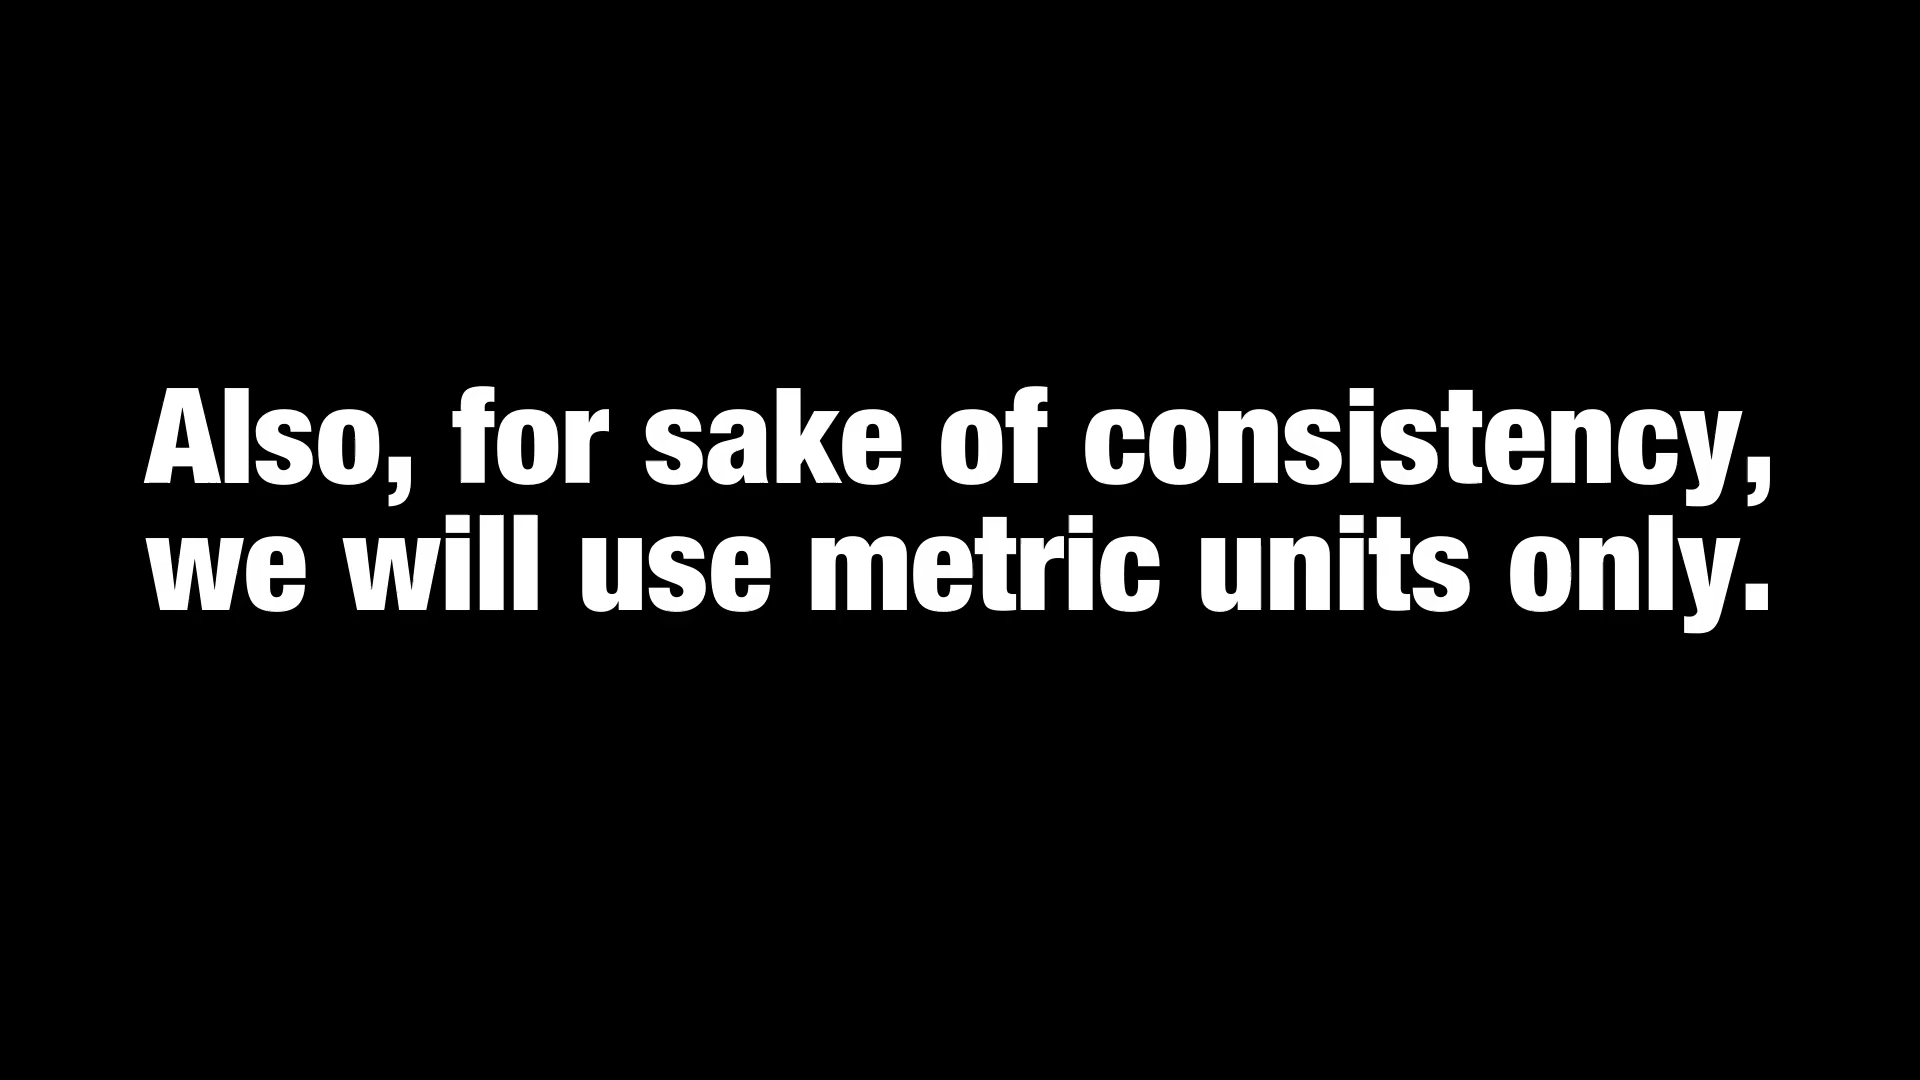 Also, for sake of consistency,
we will use metric units only.